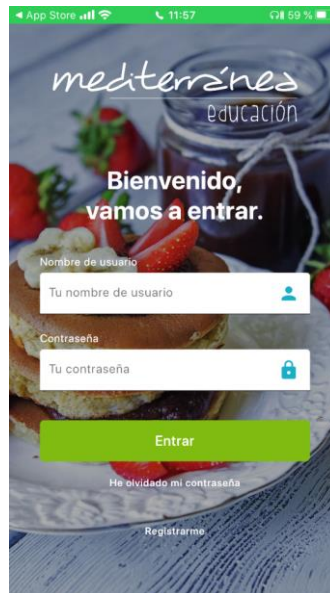 App Store 11:57 59 %
mediterránea
educación
Bienvenido,
vamos a entrar.
Nombre de usuario
Tu nombre de usuario
Contraseña
Tu contraseña
Entrar
He olvidado mi contraseña
Registrarme